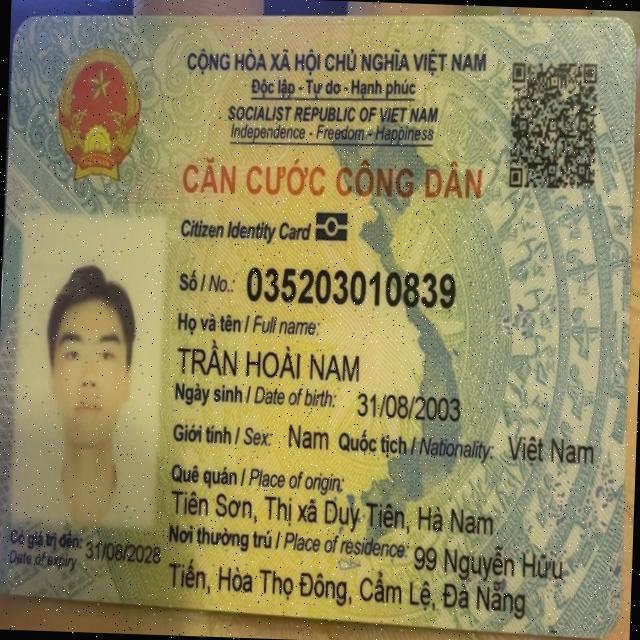 CỘNG HÒA XÃ HỘI CHỦ NGHĨA VIỆT NAM
Độc lập - Tự do - Hạnh phúc
SOCIALIST REPUBLIC OF VIET NAM
Independence - Freedom - Happiness
CĂN CƯỚC CÔNG DÂN
Citizen Identity Card
Số / No.: 035203010839
Họ và tên / Full name:
TRẦN HOÀI NAM
Ngày sinh / Date of birth: 31/08/2003
Giới tính / Sex: Nam Quốc tịch / Nationality: Việt Nam
Quê quán / Place of origin:
Tiên Sơn, Thị xã Duy Tiên, Hà Nam
Nơi thường trú / Place of residence: 99 Nguyễn Hữu
Tiến, Hòa Thọ Đông, Cẩm Lệ, Đà Nẵng
Có giá trị đến: 31/08/2028
Date of expiry